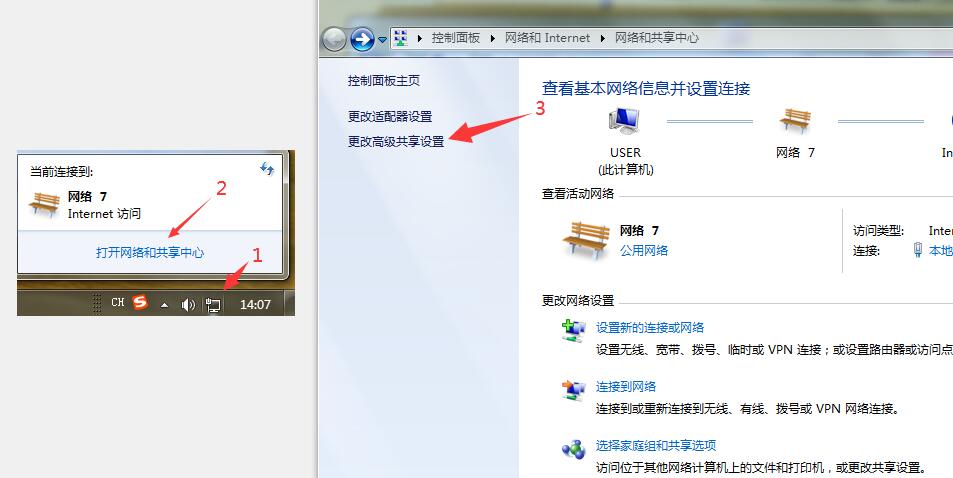 当前连接到:
网络 7
Internet 访问
2
打开网络和共享中心
1
CH
14:07
控制面板 网络和 Internet 网络和共享中心
控制面板主页
更改适配器设置
更改高级共享设置
3
查看基本网络信息并设置连接
USER
(此计算机)
网络 7
In
查看活动网络
网络 7
公用网络
访问类型: Inter
连接: 本地
更改网络设置
设置新的连接或网络
设置无线、宽带、拨号、临时或 VPN 连接；或设置路由器或访问点
连接到网络
连接到或重新连接到无线、有线、拨号或 VPN 网络连接。
选择家庭组和共享选项
访问位于其他网络计算机上的文件和打印机，或更改共享设置。